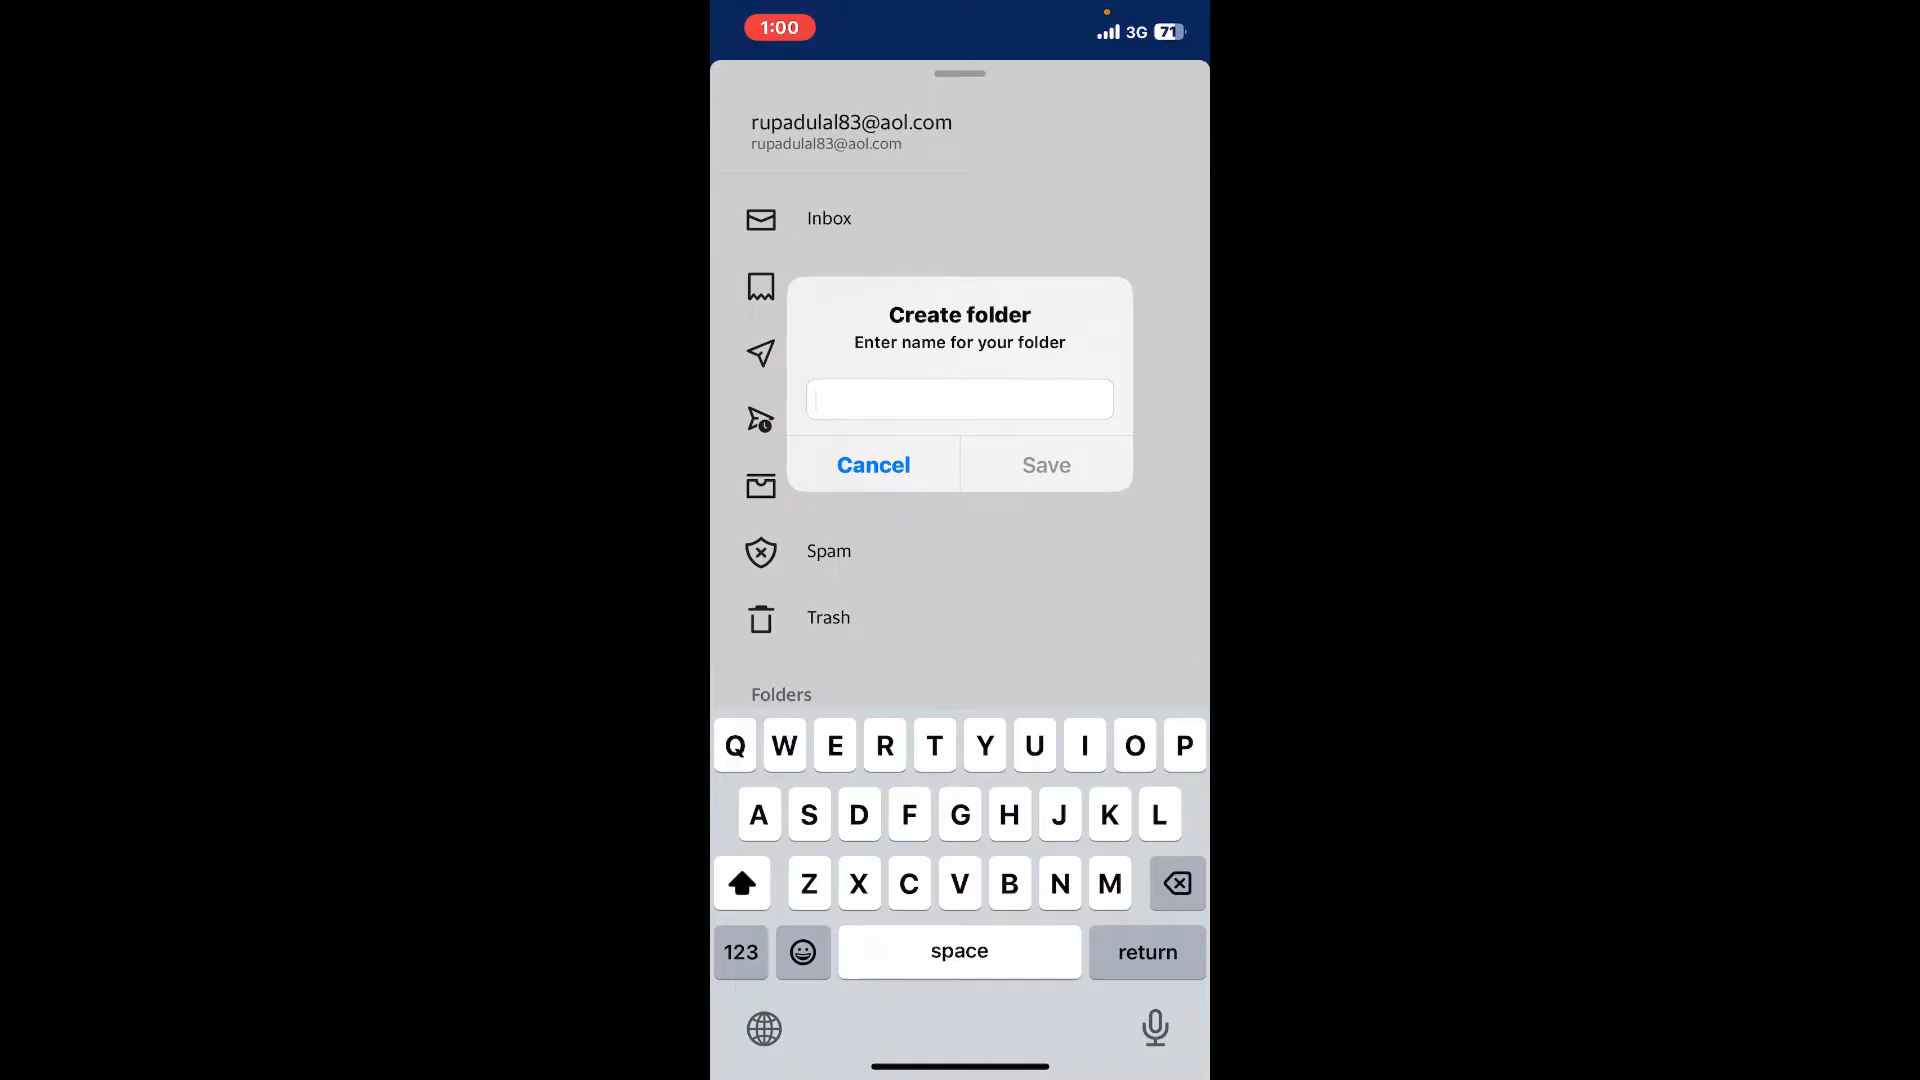 1:00
3G 71
rupadulal83@aol.com
rupadulal83@aol.com
Inbox
Create folder
Enter name for your folder
Cancel Save
Spam
Trash
Folders
Q W E R T Y U I O P
A S D F G H J K L
Z X C V B N M
123 space return